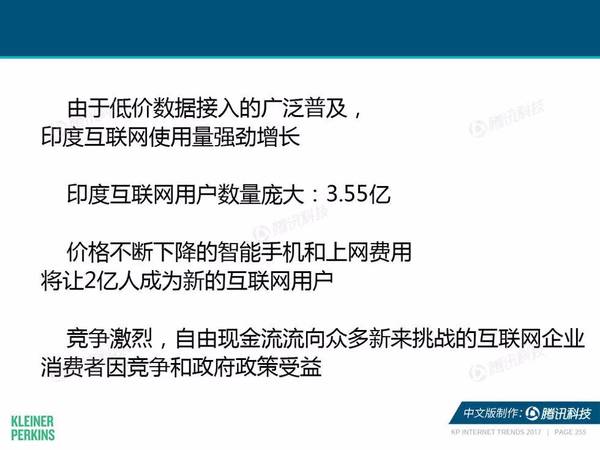 由于低价数据接入的广泛普及，
印度互联网使用量强劲增长
印度互联网用户数量庞大：3.55亿
价格不断下降的智能手机和上网费用
将让2亿人成为新的互联网用户
竞争激烈，自由现金流流向众多新来挑战的互联网企业
消费者因竞争和政府政策受益
KLEINER
PERKINS
中文版制作： 腾讯科技
KP INTERNET TRENDS 2017 | PAGE 255
腾讯科技
腾讯科技
腾讯科技
腾讯科技